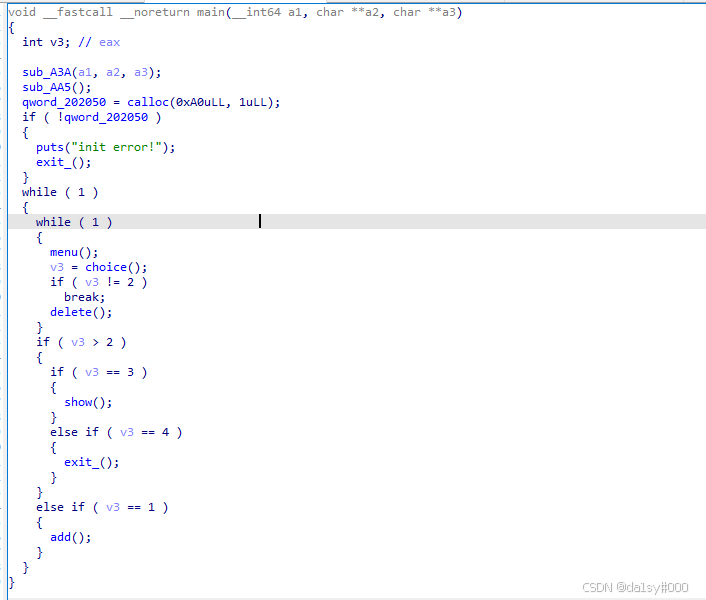 void __fastcall __noreturn main(__int64 a1, char **a2, char **a3)
{
  int v3; // eax

  sub_A3A(a1, a2, a3);
  sub_AA5();
  qword_202050 = calloc(0xA0uLL, 1uLL);
  if ( !qword_202050 )
  {
    puts("init error!");
    exit_();
  }
  while ( 1 )
  {
    while ( 1 )
    {
      menu();
      v3 = choice();
      if ( v3 != 2 )
        break;
      delete();
    }
    if ( v3 > 2 )
    {
      if ( v3 == 3 )
      {
        show();
      }
      else if ( v3 == 4 )
      {
        exit_();
      }
    }
    else if ( v3 == 1 )
    {
      add();
    }
  }
}
CSDN @da1sy#000